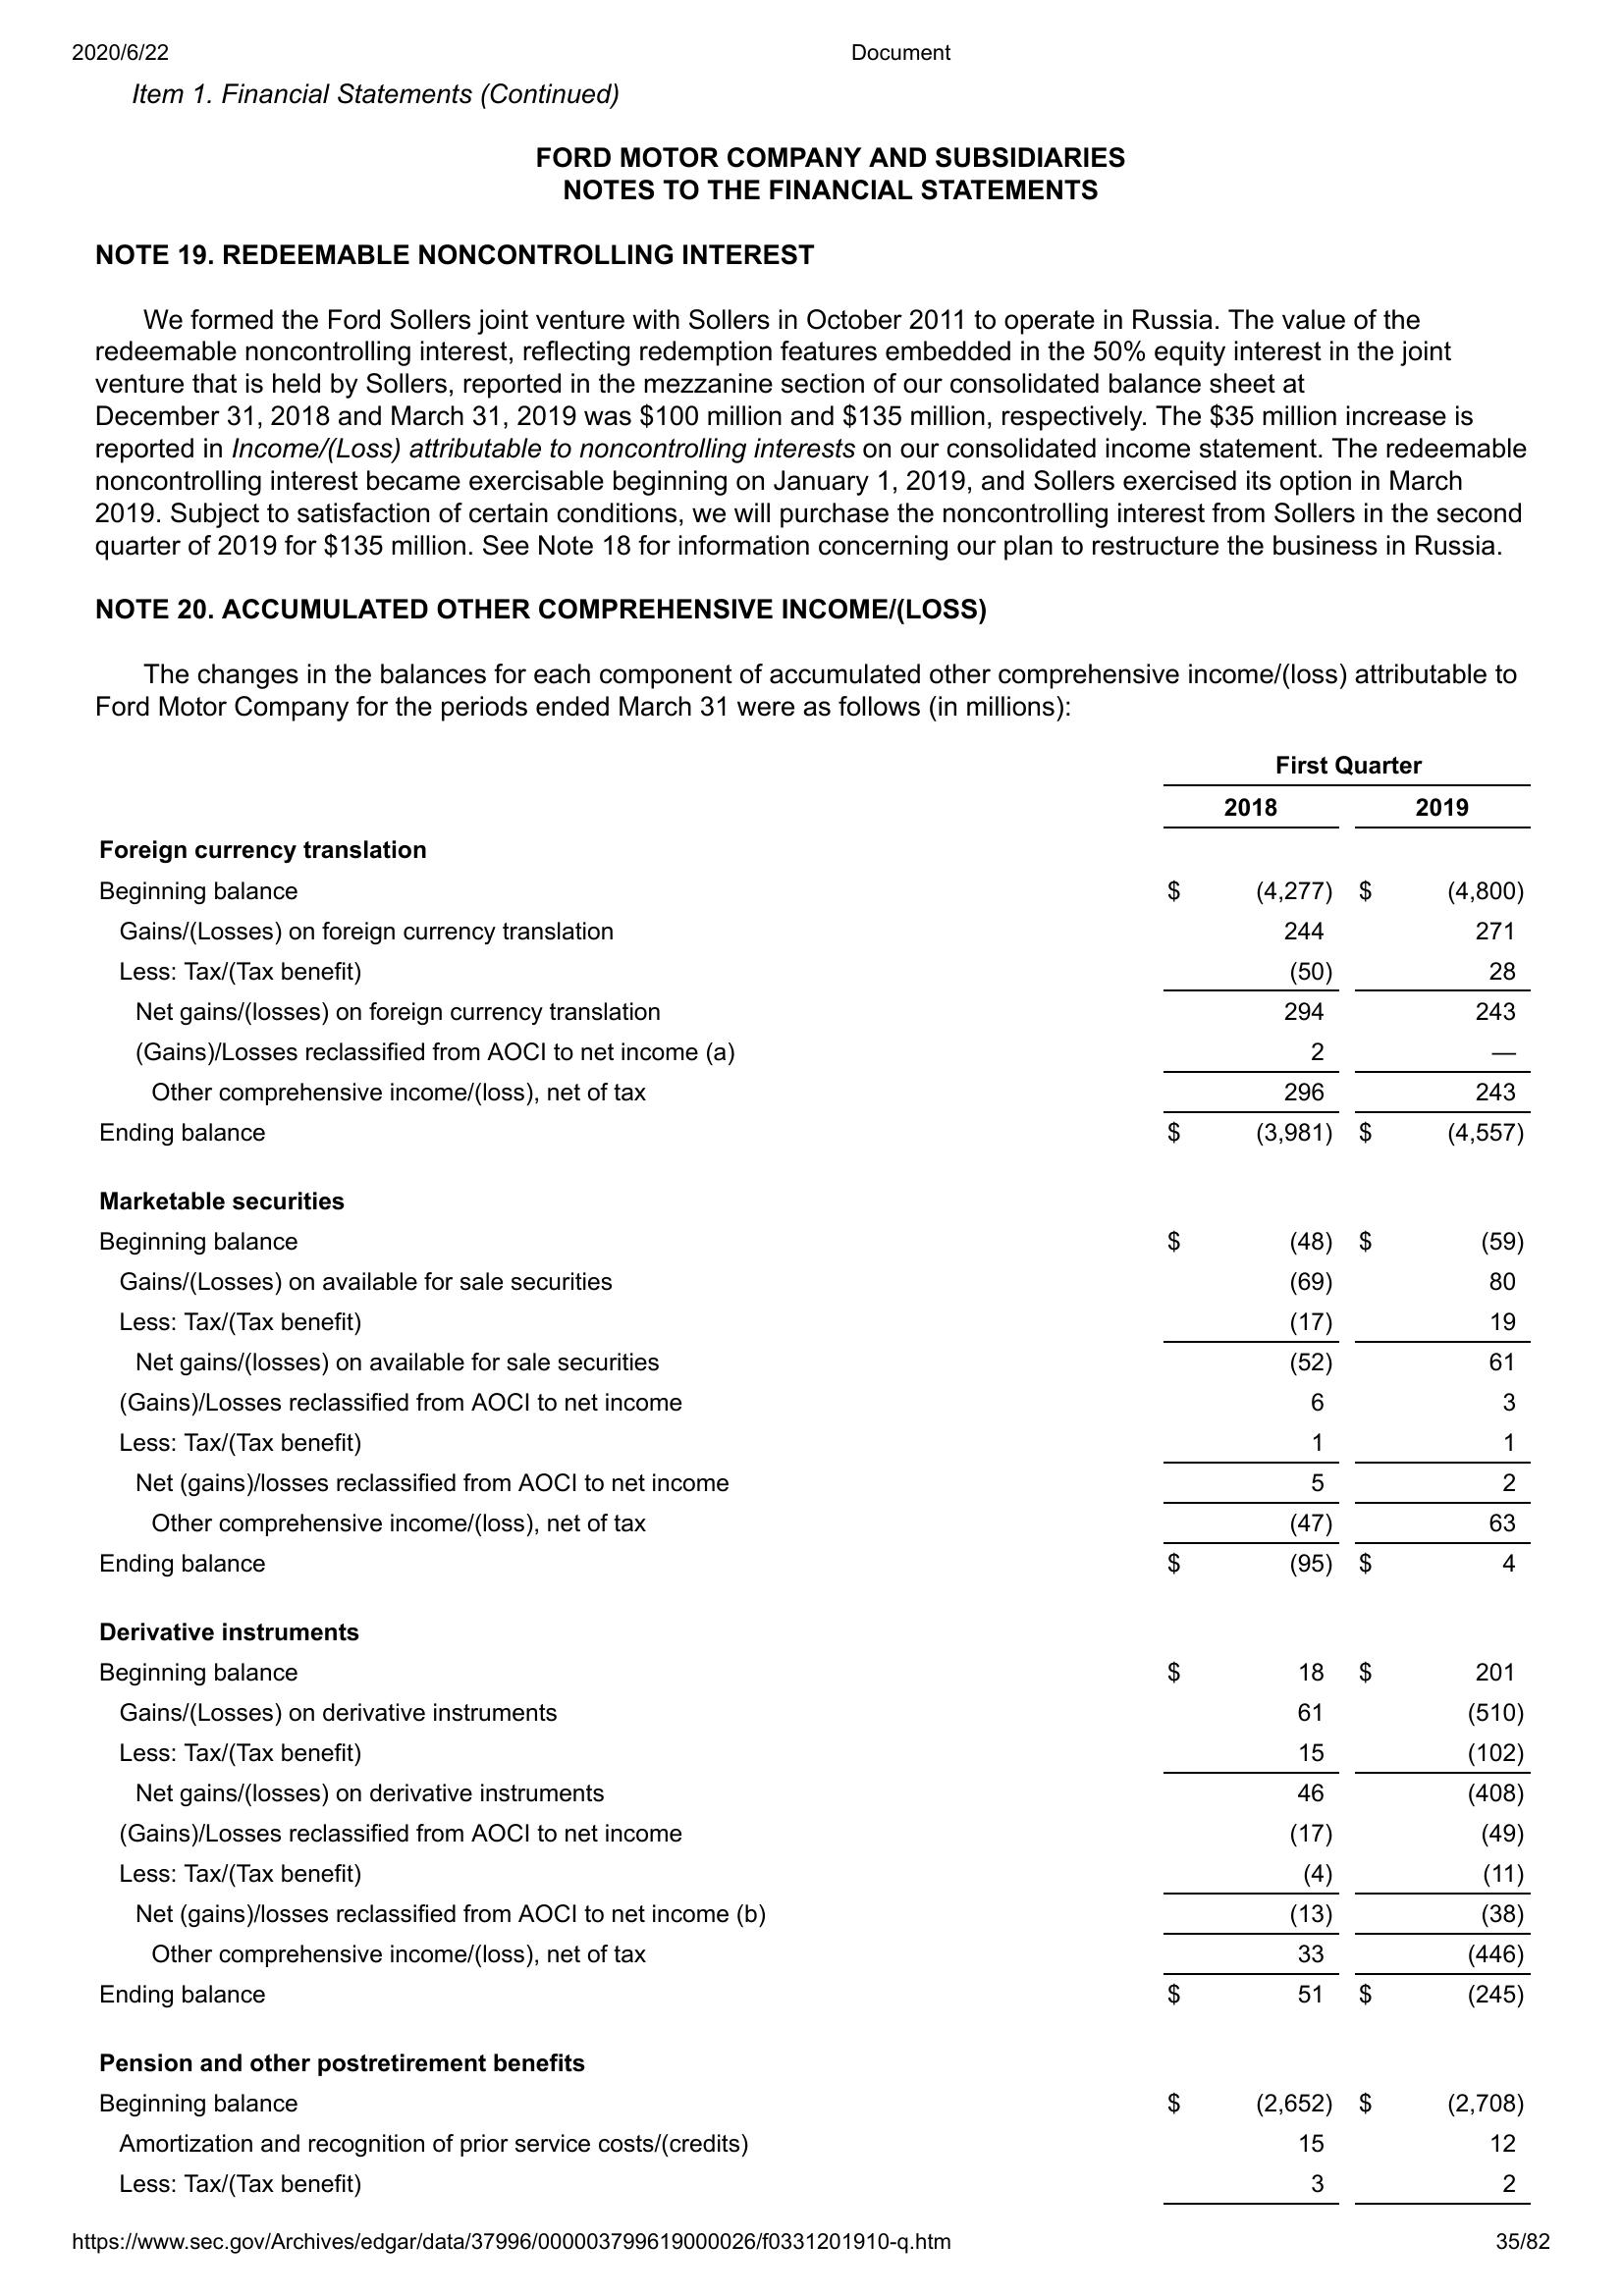 2020/6/22 Document
Item 1. Financial Statements (Continued)
FORD MOTOR COMPANY AND SUBSIDIARIES
NOTES TO THE FINANCIAL STATEMENTS
NOTE 19. REDEEMABLE NONCONTROLLING INTEREST
We formed the Ford Sollers joint venture with Sollers in October 2011 to operate in Russia. The value of the
redeemable noncontrolling interest, reflecting redemption features embedded in the 50% equity interest in the joint
venture that is held by Sollers, reported in the mezzanine section of our consolidated balance sheet at
December 31, 2018 and March 31, 2019 was $100 million and $135 million, respectively. The $35 million increase is
reported in Income/(Loss) attributable to noncontrolling interests on our consolidated income statement. The redeemable
noncontrolling interest became exercisable beginning on January 1, 2019, and Sollers exercised its option in March
2019. Subject to satisfaction of certain conditions, we will purchase the noncontrolling interest from Sollers in the second
quarter of 2019 for $135 million. See Note 18 for information concerning our plan to restructure the business in Russia.
NOTE 20. ACCUMULATED OTHER COMPREHENSIVE INCOME/(LOSS)
The changes in the balances for each component of accumulated other comprehensive income/(loss) attributable to
Ford Motor Company for the periods ended March 31 were as follows (in millions):
First Quarter
2018 2019
Foreign currency translation
Beginning balance $ (4,277) $ (4,800)
Gains/(Losses) on foreign currency translation 244 271
Less: Tax/(Tax benefit) (50) 28
Net gains/(losses) on foreign currency translation 294 243
(Gains)/Losses reclassified from AOCI to net income (a) 2 —
Other comprehensive income/(loss), net of tax 296 243
Ending balance $ (3,981) $ (4,557)
Marketable securities
Beginning balance $ (48) $ (59)
Gains/(Losses) on available for sale securities (69) 80
Less: Tax/(Tax benefit) (17) 19
Net gains/(losses) on available for sale securities (52) 61
(Gains)/Losses reclassified from AOCI to net income 6 3
Less: Tax/(Tax benefit) 1 1
Net (gains)/losses reclassified from AOCI to net income 5 2
Other comprehensive income/(loss), net of tax (47) 63
Ending balance $ (95) $ 4
Derivative instruments
Beginning balance $ 18 $ 201
Gains/(Losses) on derivative instruments 61 (510)
Less: Tax/(Tax benefit) 15 (102)
Net gains/(losses) on derivative instruments 46 (408)
(Gains)/Losses reclassified from AOCI to net income (17) (49)
Less: Tax/(Tax benefit) (4) (11)
Net (gains)/losses reclassified from AOCI to net income (b) (13) (38)
Other comprehensive income/(loss), net of tax 33 (446)
Ending balance $ 51 $ (245)
Pension and other postretirement benefits
Beginning balance $ (2,652) $ (2,708)
Amortization and recognition of prior service costs/(credits) 15 12
Less: Tax/(Tax benefit) 3 2
https://www.sec.gov/Archives/edgar/data/37996/000003799619000026/f0331201910-q.htm 35/82